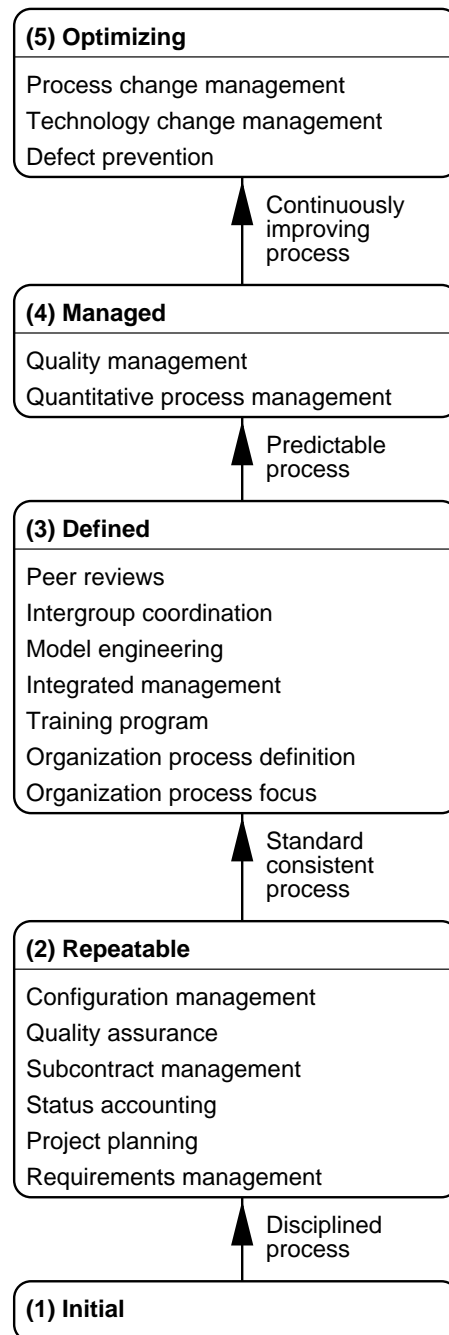 (5) Optimizing
Process change management
Technology change management
Defect prevention
Continuously
improving
process
(4) Managed
Quality management
Quantitative process management
Predictable
process
(3) Defined
Peer reviews
Intergroup coordination
Model engineering
Integrated management
Training program
Organization process definition
Organization process focus
Standard
consistent
process
(2) Repeatable
Configuration management
Quality assurance
Subcontract management
Status accounting
Project planning
Requirements management
Disciplined
process
(1) Initial